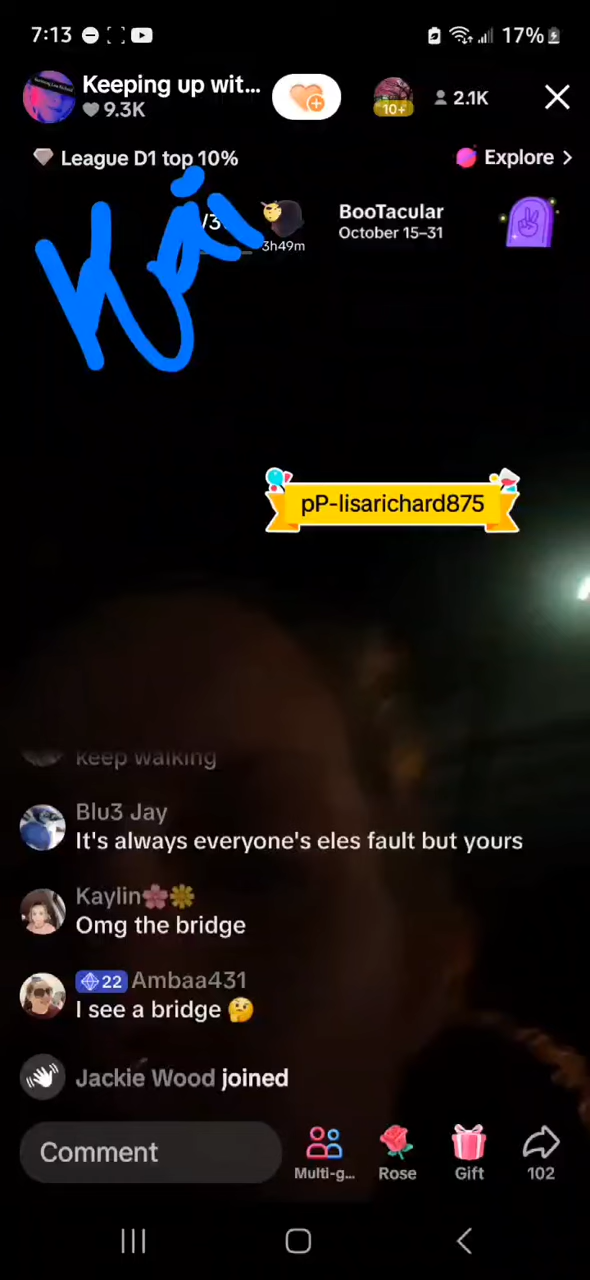 7:13
17%
Keeping up wit...
9.3K
10+
2.1K
League D1 top 10%
Explore >
Kai
/3
3h49m
BooTacular
October 15–31
pP-lisarichard875
keep walking
Blu3 Jay
It's always everyone's eles fault but yours
Kaylin🌸🌼
Omg the bridge
22 Ambaa431
I see a bridge 🤔
Jackie Wood joined
Comment
Multi-g...
Rose
Gift
102